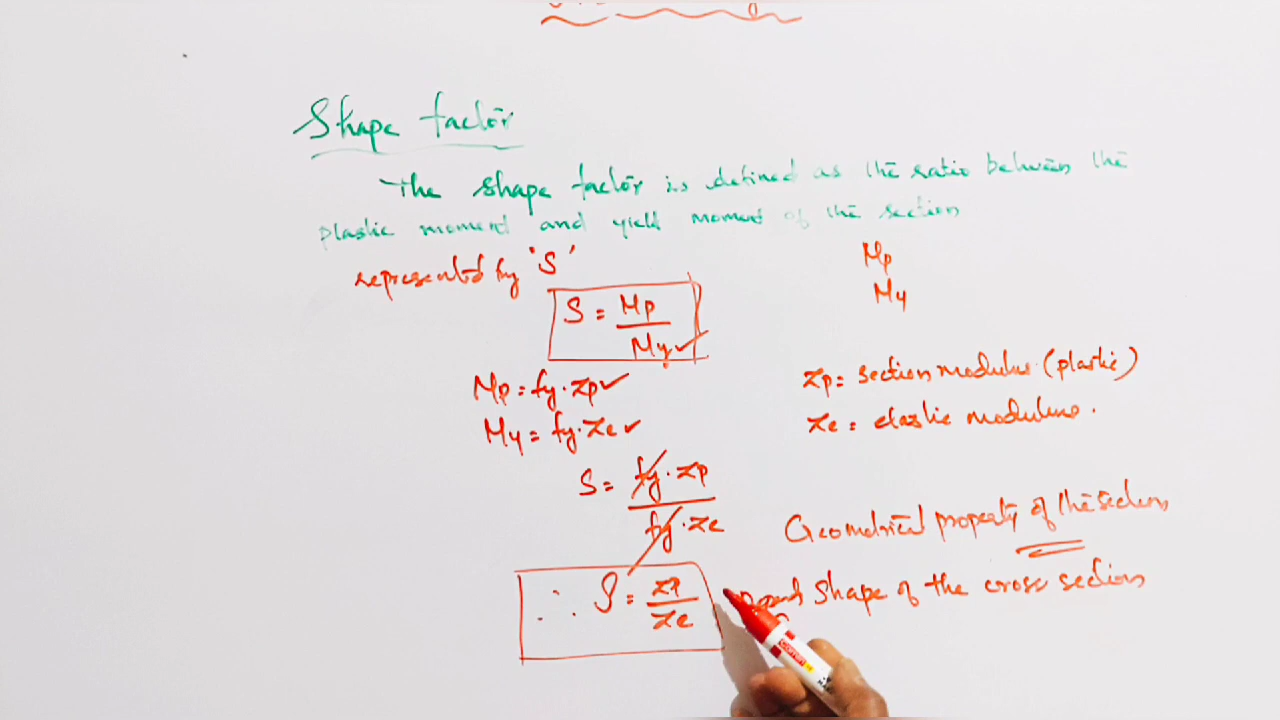 Shape factor
The shape factor is defined as the ratio between the
plastic moment and yield moment of the section
represented by 'S'
Mp
My
S = Mp / My ✓
Mp = fy · Zp ✓
My = fy · Ze ✓
Zp = section modulus (plastic)
Ze = elastic modulus.
S = fy · Zp / fy · Ze
Geometrical property of the section
∴ S = Zp / Ze
shape of the cross section